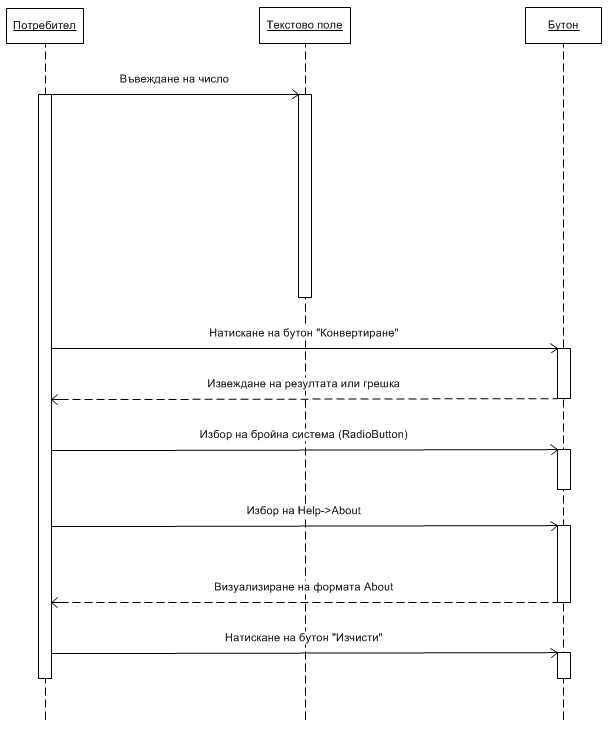 Потребител
Текстово поле
Бутон
Въвеждане на число
Натискане на бутон "Конвертиране"
Извеждане на резултата или грешка
Избор на бройна система (RadioButton)
Избор на Help->About
Визуализиране на формата About
Натискане на бутон "Изчисти"